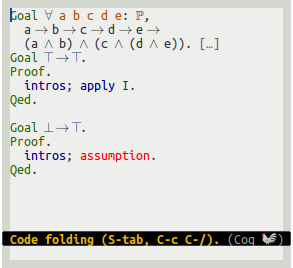 Goal ∀ a b c d e: ℙ,
  a → b → c → d → e →
  (a ∧ b) ∧ (c ∧ (d ∧ e)). […]
Goal ⊤ → ⊤.
Proof.
  intros; apply I.
Qed.

Goal ⊥ → ⊤.
Proof.
  intros; assumption.
Qed.

Code folding (S-tab, C-c C-/). (Coq 🐓)